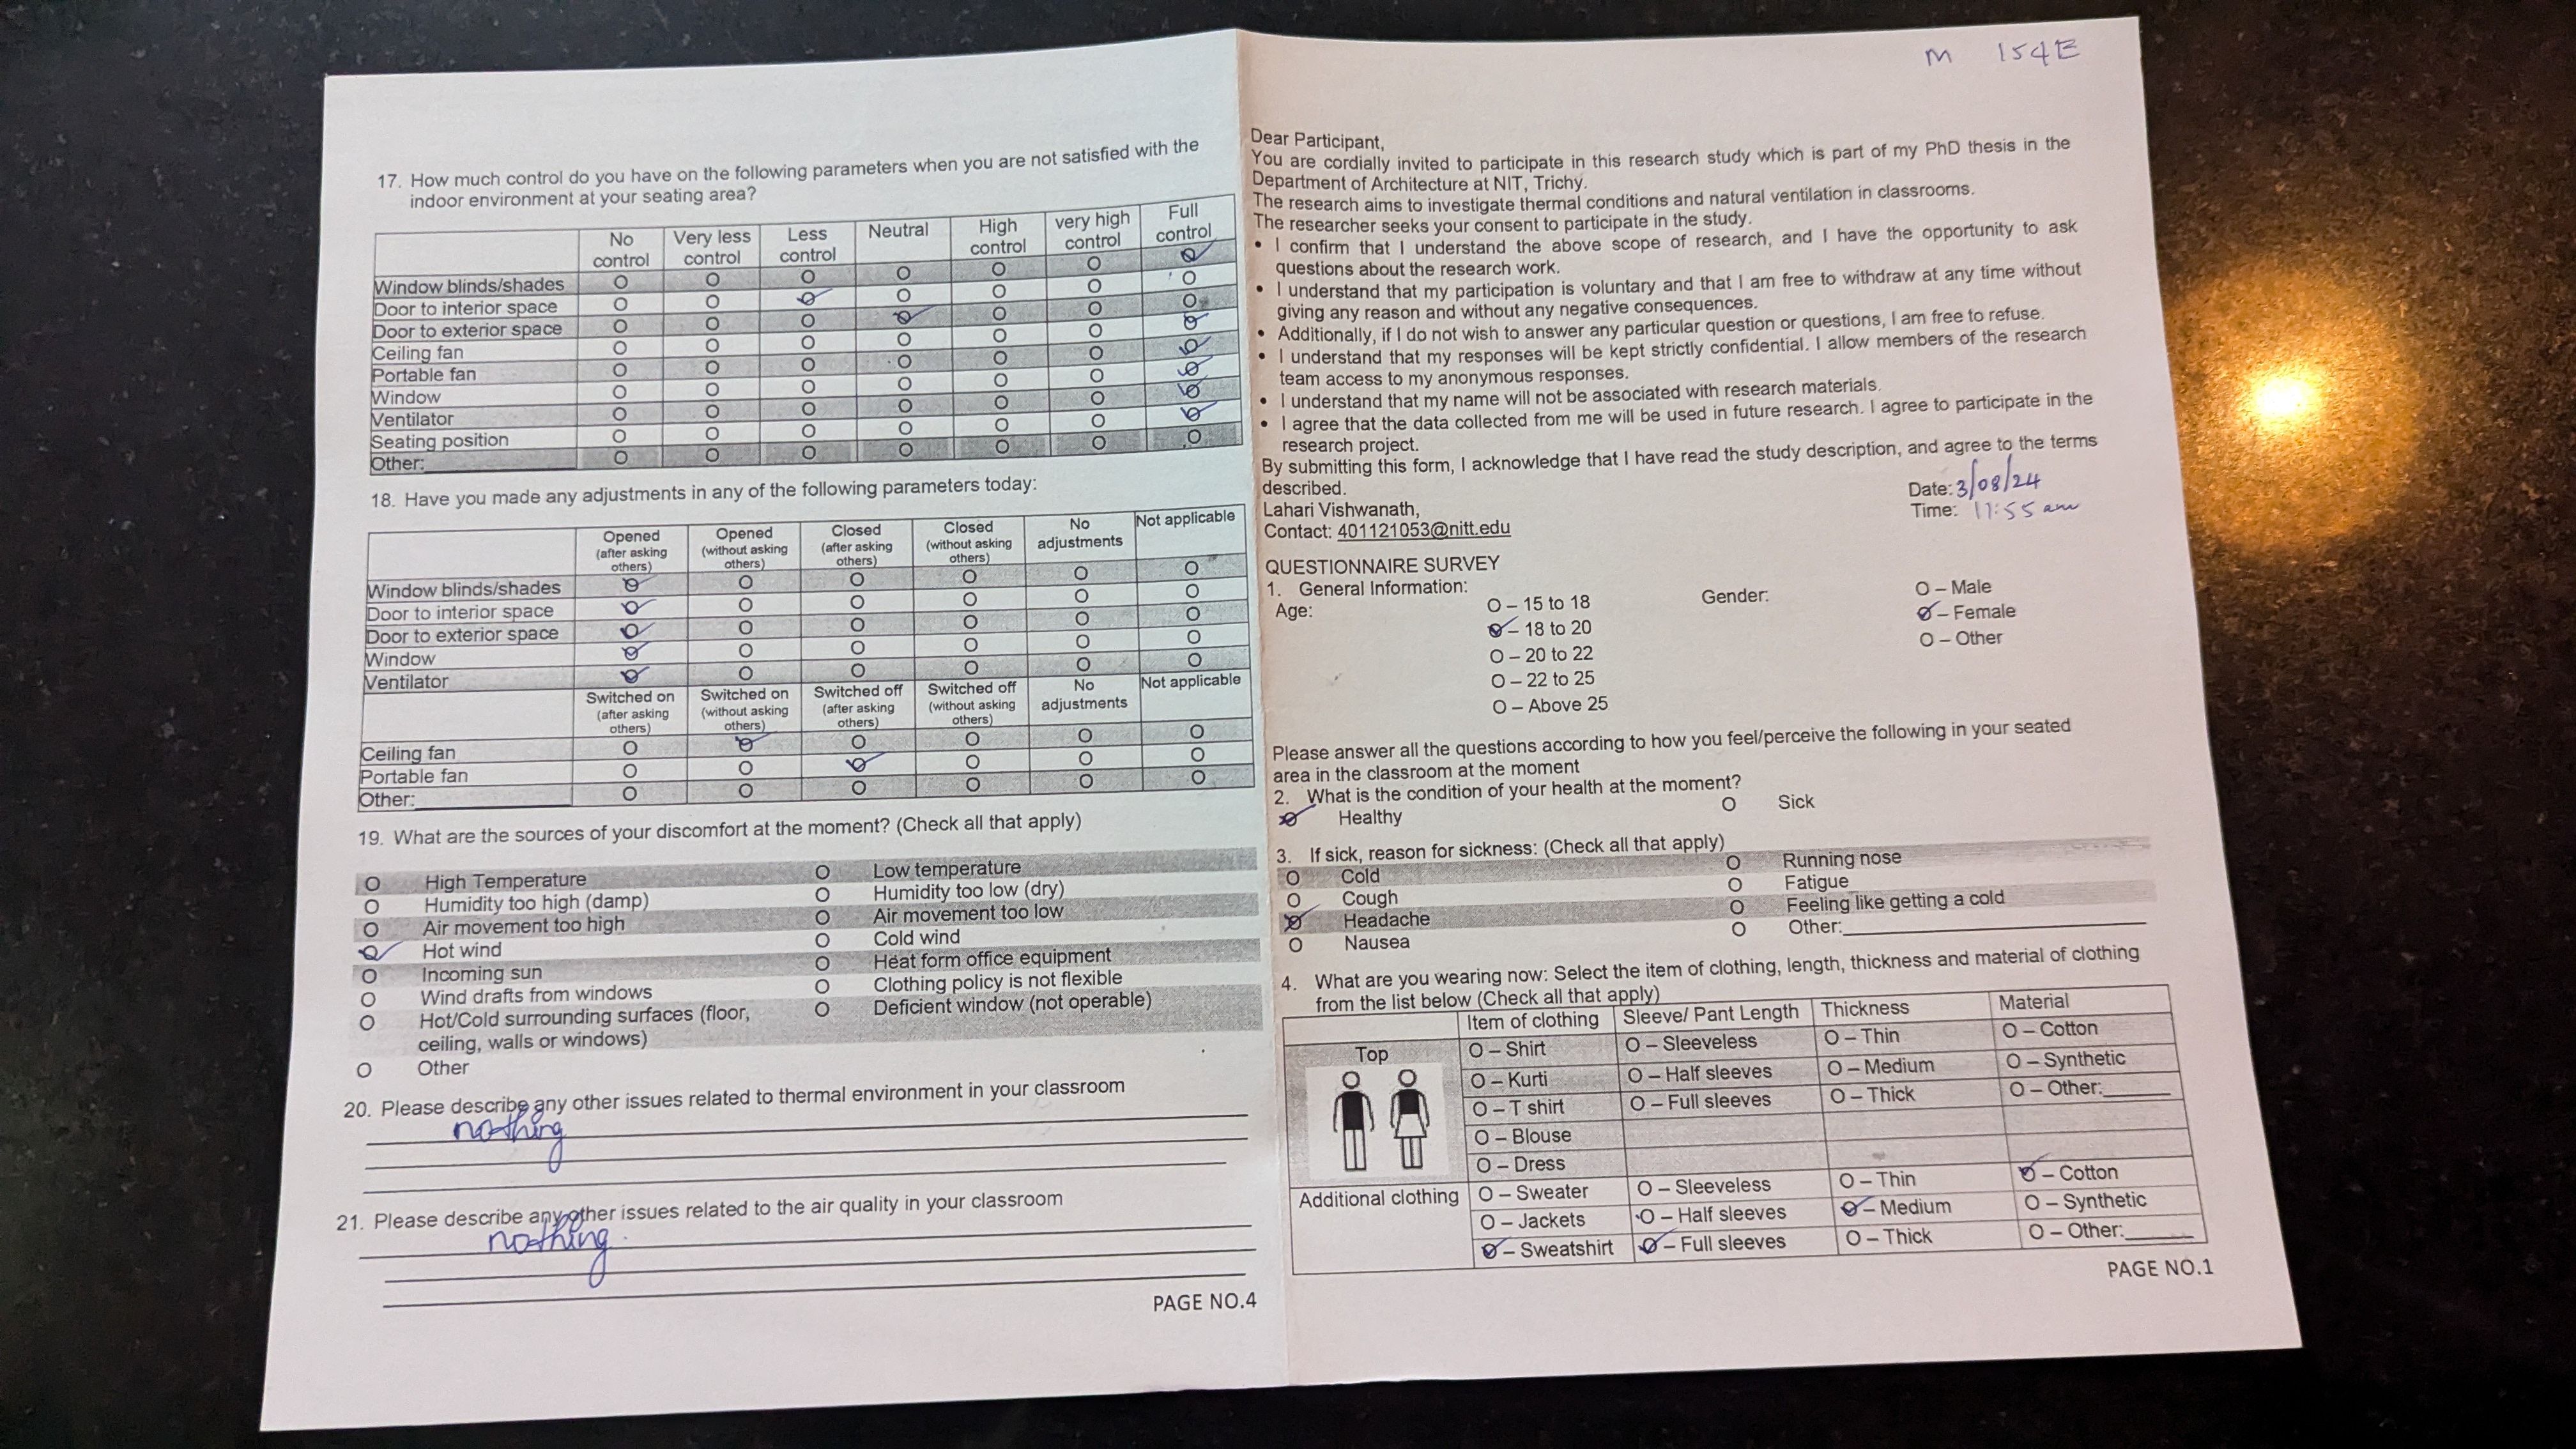 17. How much control do you have on the following parameters when you are not satisfied with the
indoor environment at your seating area?
No control Very less control Less control Neutral High control very high control Full control
Window blinds/shades O O O O O O O
Door to interior space O O O O O O O
Door to exterior space O O O O O O O
Ceiling fan O O O O O O O
Portable fan O O O O O O O
Window O O O O O O O
Ventilator O O O O O O O
Seating position O O O O O O O
Other: O O O O O O O
18. Have you made any adjustments in any of the following parameters today:
Opened (after asking others) Opened (without asking others) Closed (after asking others) Closed (without asking others) No adjustments Not applicable
Window blinds/shades O O O O O O
Door to interior space O O O O O O
Door to exterior space O O O O O O
Window O O O O O O
Ventilator O O O O O O
Switched on (after asking others) Switched on (without asking others) Switched off (after asking others) Switched off (without asking others) No adjustments Not applicable
Ceiling fan O O O O O O
Portable fan O O O O O O
Other: O O O O O O
19. What are the sources of your discomfort at the moment? (Check all that apply)
O High Temperature O Low temperature
O Humidity too high (damp) O Humidity too low (dry)
O Air movement too high O Air movement too low
O Hot wind O Cold wind
O Incoming sun O Heat form office equipment
O Wind drafts from windows O Clothing policy is not flexible
O Hot/Cold surrounding surfaces (floor, O Deficient window (not operable)
ceiling, walls or windows)
O Other
20. Please describe any other issues related to thermal environment in your classroom
nothing
21. Please describe any other issues related to the air quality in your classroom
nothing.
PAGE NO.4
M 154E
Dear Participant,
You are cordially invited to participate in this research study which is part of my PhD thesis in the
Department of Architecture at NIT, Trichy.
The research aims to investigate thermal conditions and natural ventilation in classrooms.
The researcher seeks your consent to participate in the study.
• I confirm that I understand the above scope of research, and I have the opportunity to ask
questions about the research work.
• I understand that my participation is voluntary and that I am free to withdraw at any time without
giving any reason and without any negative consequences.
• Additionally, if I do not wish to answer any particular question or questions, I am free to refuse.
• I understand that my responses will be kept strictly confidential. I allow members of the research
team access to my anonymous responses.
• I understand that my name will not be associated with research materials.
• I agree that the data collected from me will be used in future research. I agree to participate in the
research project.
By submitting this form, I acknowledge that I have read the study description, and agree to the terms
described.
Date: 3/08/24
Lahari Vishwanath,
Time: 11:55 am
Contact: 401121053@nitt.edu
QUESTIONNAIRE SURVEY
1. General Information:
Age: O – 15 to 18 Gender: O – Male
O – 18 to 20 O – Female
O – 20 to 22 O – Other
O – 22 to 25
O – Above 25
Please answer all the questions according to how you feel/perceive the following in your seated
area in the classroom at the moment
2. What is the condition of your health at the moment?
O Healthy O Sick
3. If sick, reason for sickness: (Check all that apply)
O Cold O Running nose
O Cough O Fatigue
O Headache O Feeling like getting a cold
O Nausea O Other:
4. What are you wearing now: Select the item of clothing, length, thickness and material of clothing
from the list below (Check all that apply)
Item of clothing Sleeve/ Pant Length Thickness Material
Top O – Shirt O – Sleeveless O – Thin O – Cotton
O – Kurti O – Half sleeves O – Medium O – Synthetic
O – T shirt O – Full sleeves O – Thick O – Other:
O – Blouse
O – Dress
Additional clothing O – Sweater O – Sleeveless O – Thin O – Cotton
O – Jackets O – Half sleeves O – Medium O – Synthetic
O – Sweatshirt O – Full sleeves O – Thick O – Other:
PAGE NO.1